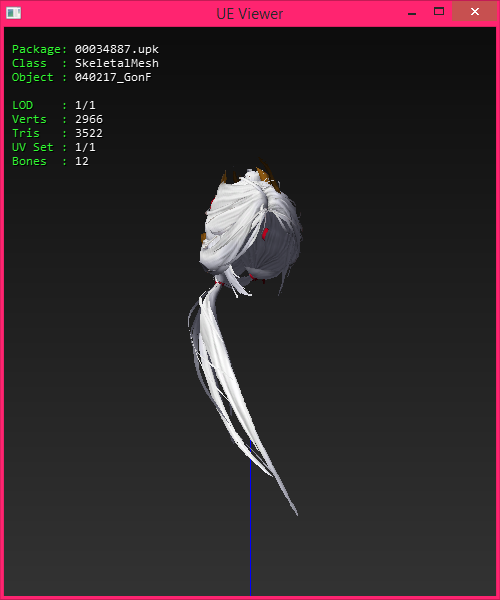 UE Viewer
Package: 00034887.upk
Class  : SkeletalMesh
Object : 040217_GonF
LOD    : 1/1
Verts  : 2966
Tris   : 3522
UV Set : 1/1
Bones  : 12